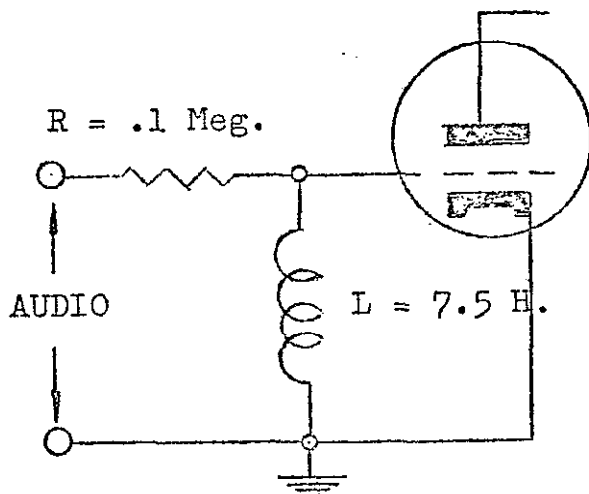 R = .1 Meg.
AUDIO
L = 7.5 H.